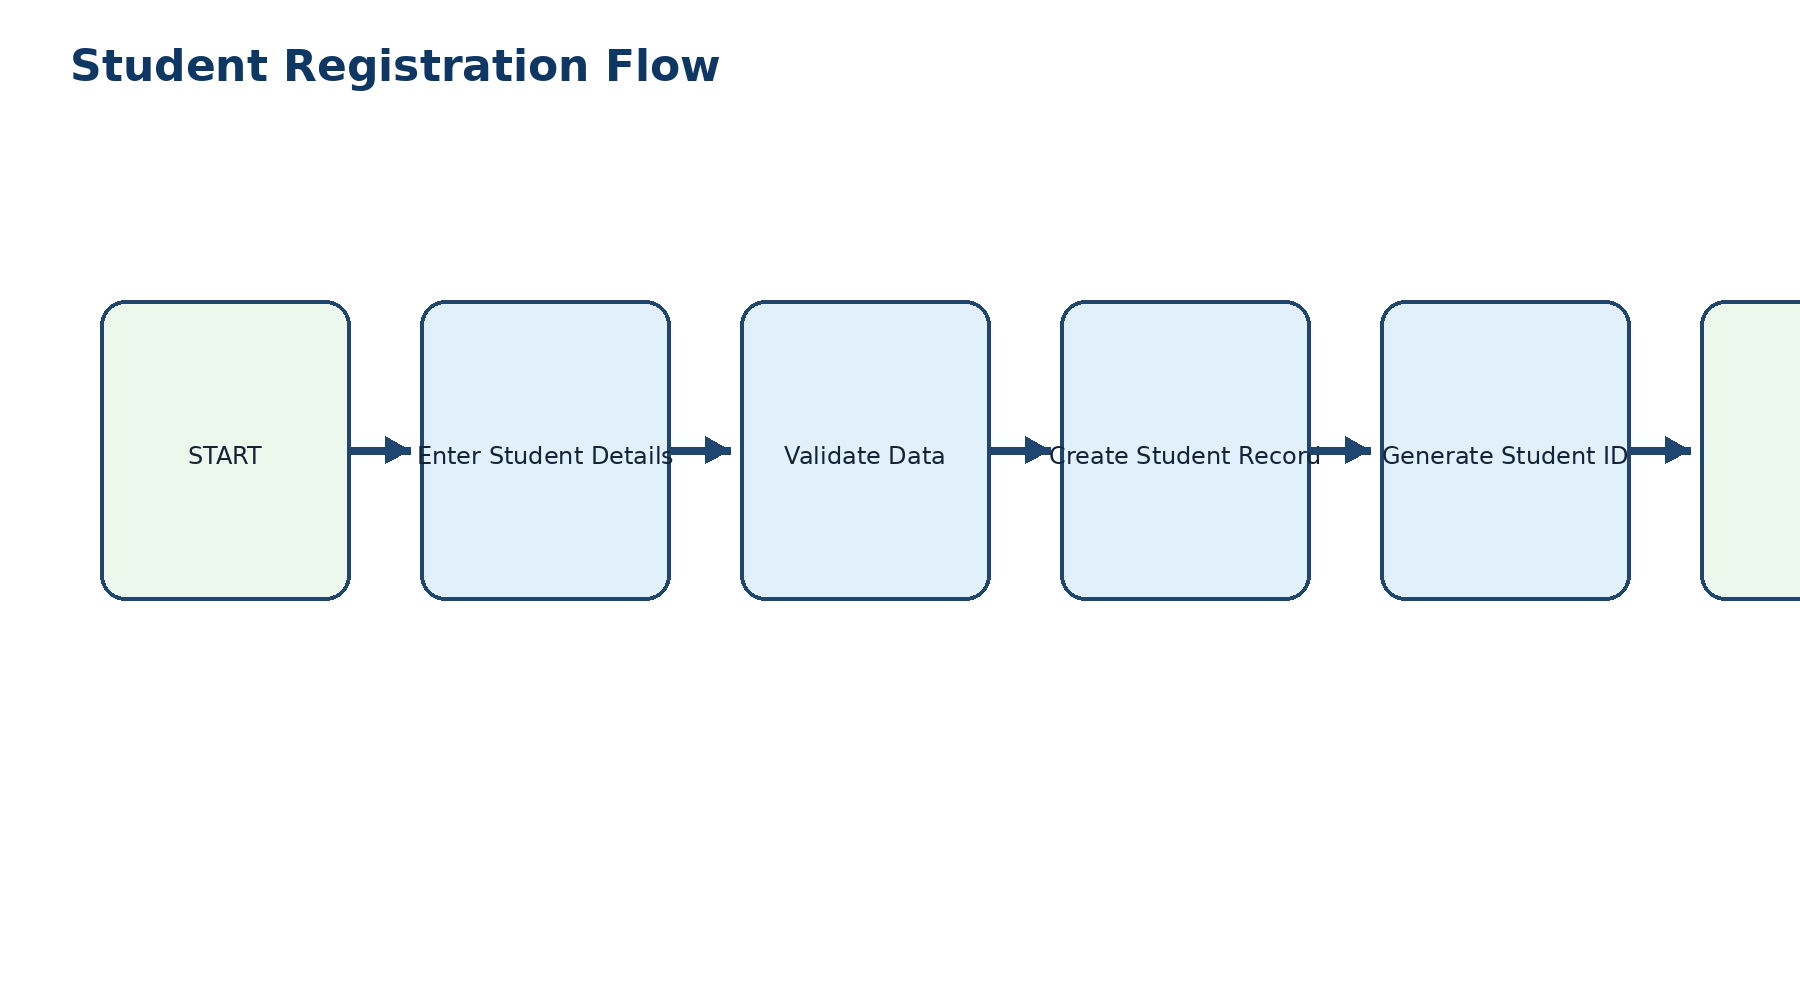 Student Registration Flow
START
Enter Student Details
Validate Data
Create Student Record
Generate Student ID